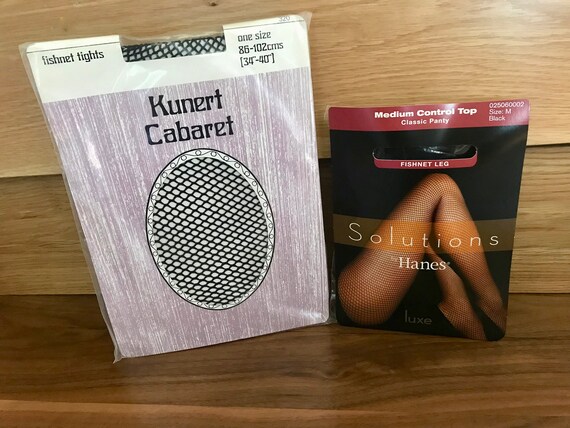 fishnet tights
one size
86-102cms
[34"-40"]
Kunert
Cabaret
Medium Control Top
Classic Panty
025060002
Size: M
Black
FISHNET LEG
Solutions
Hanes®
luxe